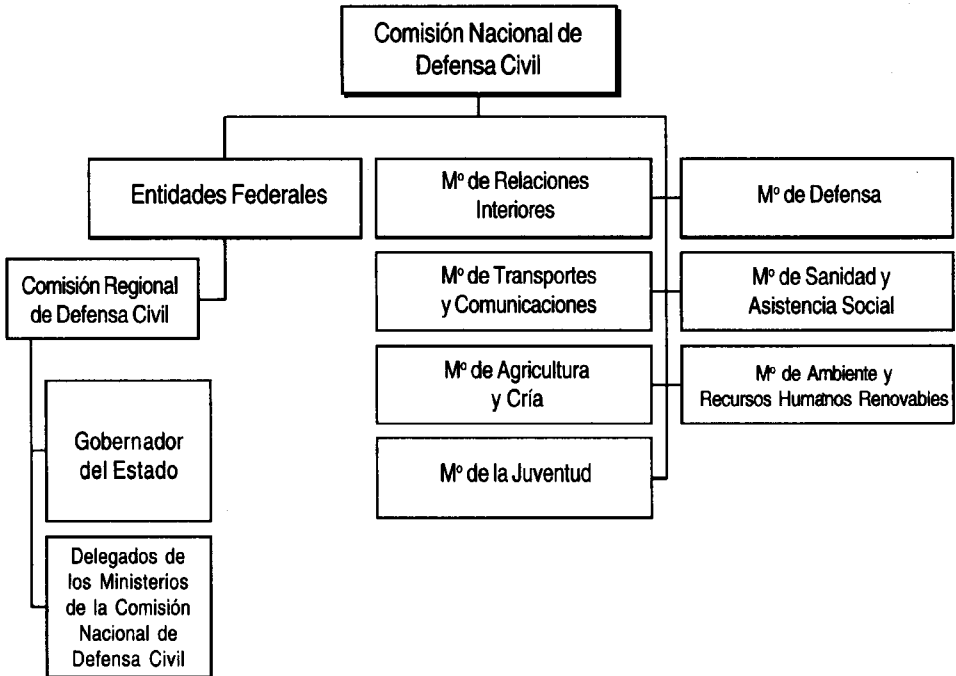 Comisión Nacional de
Defensa Civil
Entidades Federales
Mº de Relaciones
Interiores
Mº de Defensa
Comisión Regional
de Defensa Civil
Mº de Transportes
y Comunicaciones
Mº de Sanidad y
Asistencia Social
Mº de Agricultura
y Cría
Mº de Ambiente y
Recursos Humanos Renovables
Gobernador
del Estado
Mº de la Juventud
Delegados de
los Ministerios
de la Comisión
Nacional de
Defensa Civil